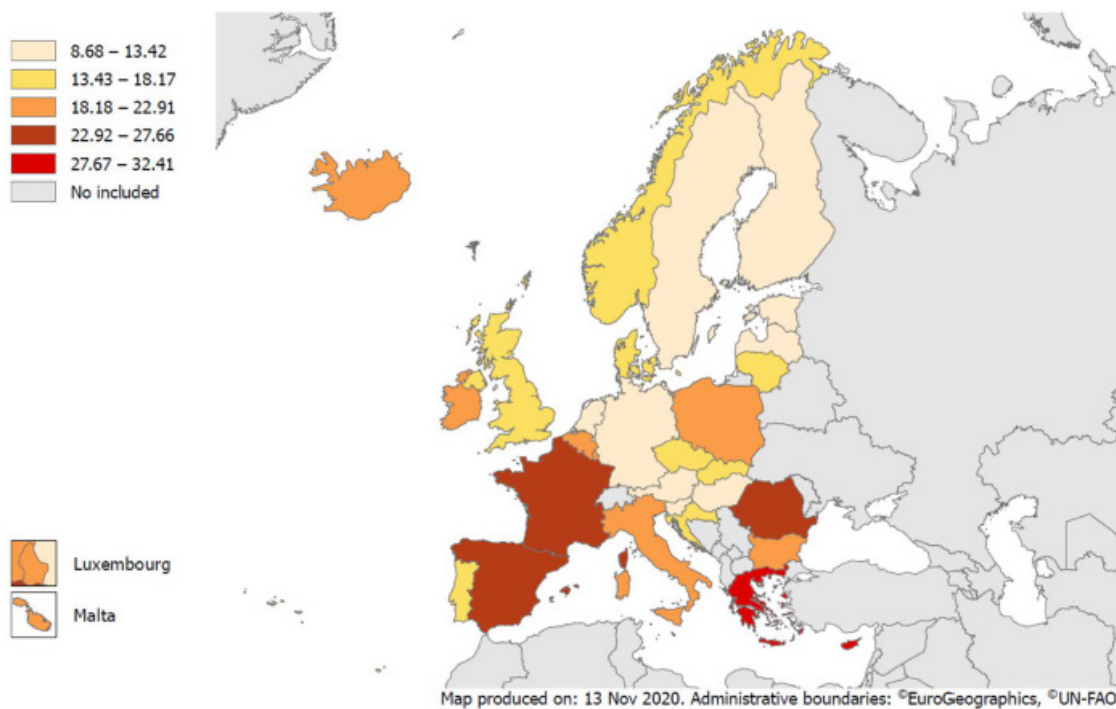 8.68 – 13.42
13.43 – 18.17
18.18 – 22.91
22.92 – 27.66
27.67 – 32.41
No included
Luxembourg
Malta
Map produced on: 13 Nov 2020. Administrative boundaries: ©EuroGeographics, ©UN-FAO